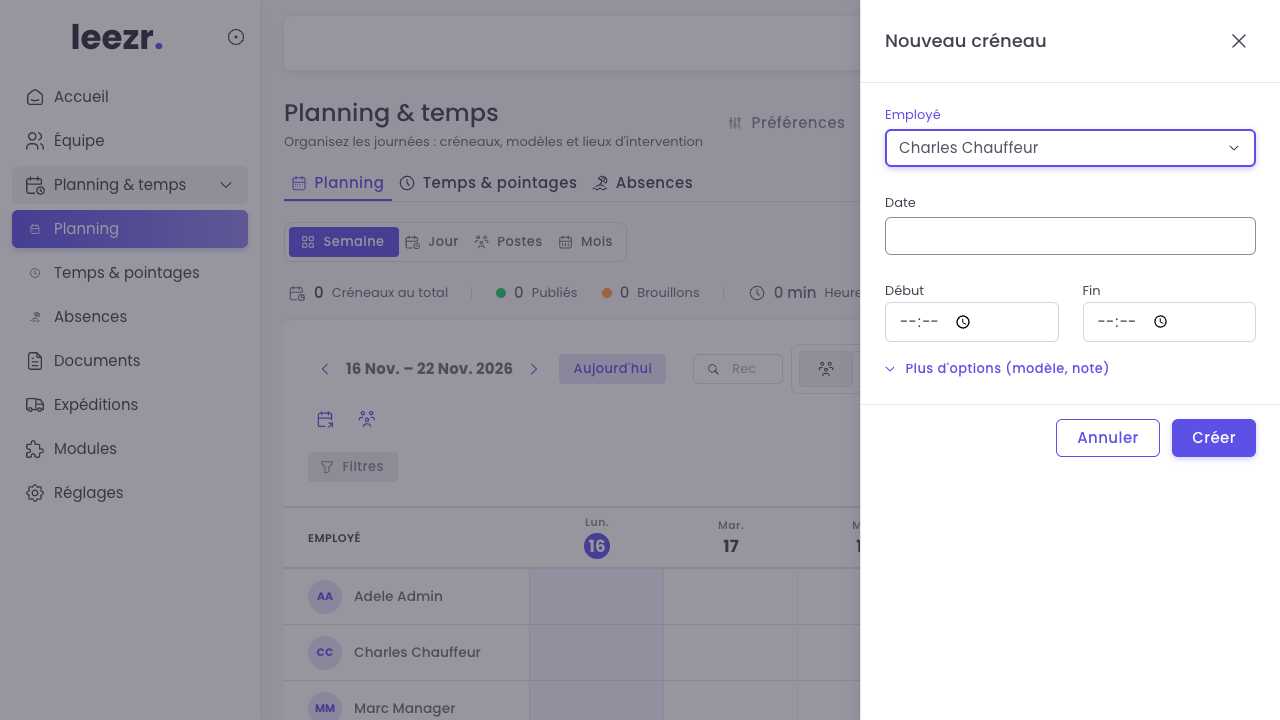 leezr.
Accueil
Équipe
Planning & temps
Planning
Temps & pointages
Absences
Documents
Expéditions
Modules
Réglages
Planning & temps
Organisez les journées : créneaux, modèles et lieux d'intervention
Préférences
Planning Temps & pointages Absences
Semaine Jour Postes Mois
0 Créneaux au total 0 Publiés 0 Brouillons 0 min Heure
16 Nov. – 22 Nov. 2026 Aujourd'hui Rec
Filtres
EMPLOYÉ Lun. 16 Mar. 17
AA Adele Admin
CC Charles Chauffeur
MM Marc Manager
Nouveau créneau
Employé
Charles Chauffeur
Date
Début Fin
--:-- --:--
Plus d'options (modèle, note)
Annuler Créer